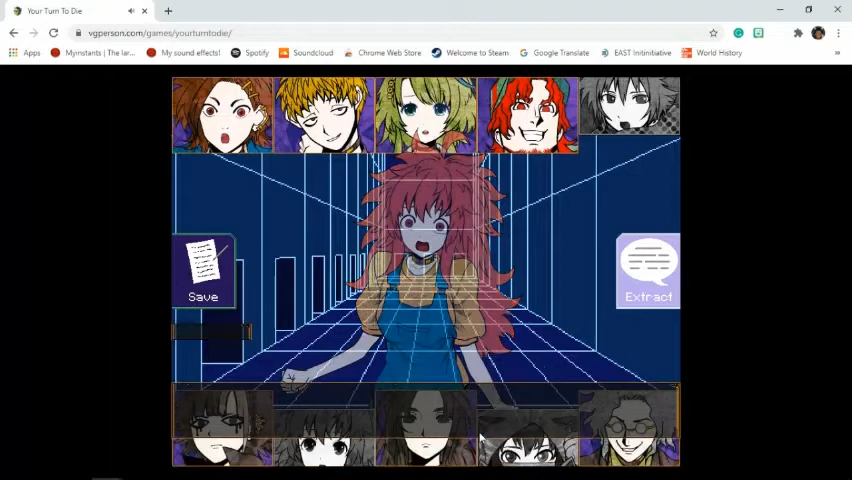 Your Turn To Die
vgperson.com/games/yourturntodie/
Apps
Myinstants | The lar...
My sound effects!
Spotify
Soundcloud
Chrome Web Store
Welcome to Steam
Google Translate
EAST Initinitiative
World History
Save
Extract